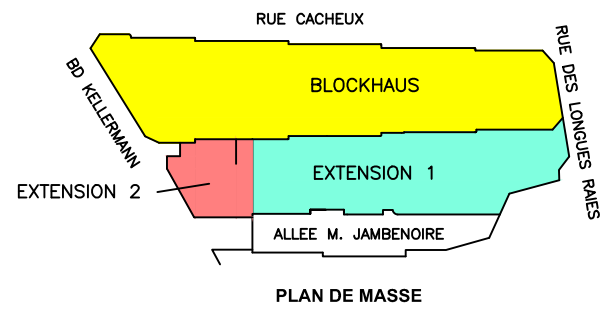 RUE CACHEUX
BD KELLERMANN
RUE DES LONGUES RAIES
BLOCKHAUS
EXTENSION 1
EXTENSION 2
ALLEE M. JAMBENOIRE
PLAN DE MASSE